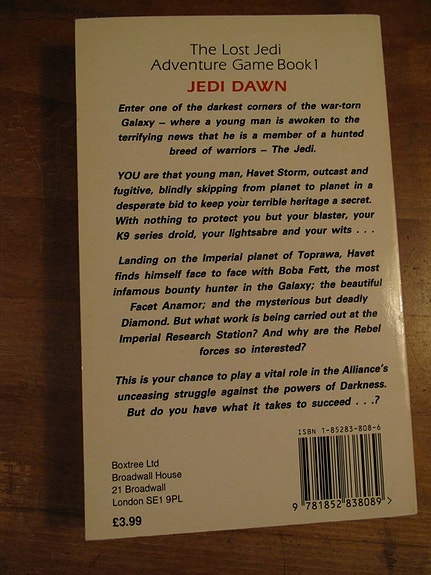 The Lost Jedi
Adventure Game Book 1
JEDI DAWN
Enter one of the darkest corners of the war-torn
Galaxy – where a young man is awoken to the
terrifying news that he is a member of a hunted
breed of warriors – The Jedi.
YOU are that young man, Havet Storm, outcast and
fugitive, blindly skipping from planet to planet in a
desperate bid to keep your terrible heritage a secret.
With nothing to protect you but your blaster, your
K9 series droid, your lightsabre and your wits . . .
Landing on the Imperial planet of Toprawa, Havet
finds himself face to face with Boba Fett, the most
infamous bounty hunter in the Galaxy; the beautiful
Facet Anamor; and the mysterious but deadly
Diamond. But what work is being carried out at the
Imperial Research Station? And why are the Rebel
forces so interested?
This is your chance to play a vital role in the Alliance's
unceasing struggle against the powers of Darkness.
But do you have what it takes to succeed . . .?
ISBN 1-85283-808-6
Boxtree Ltd
Broadwall House
21 Broadwall
London SE1 9PL
£3.99
9 781852 838089 >